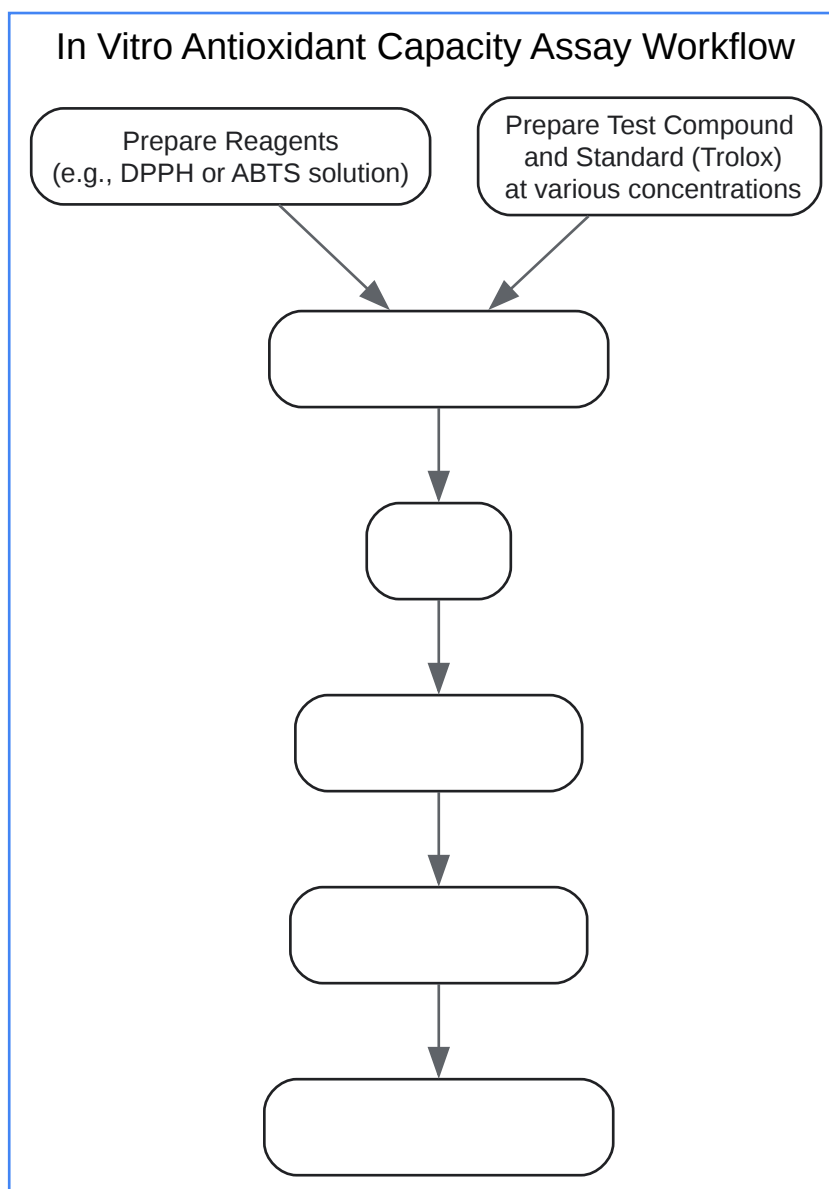 In Vitro Antioxidant Capacity Assay Workflow
Prepare Reagents
(e.g., DPPH or ABTS solution)
Prepare Test Compound
and Standard (Trolox)
at various concentrations